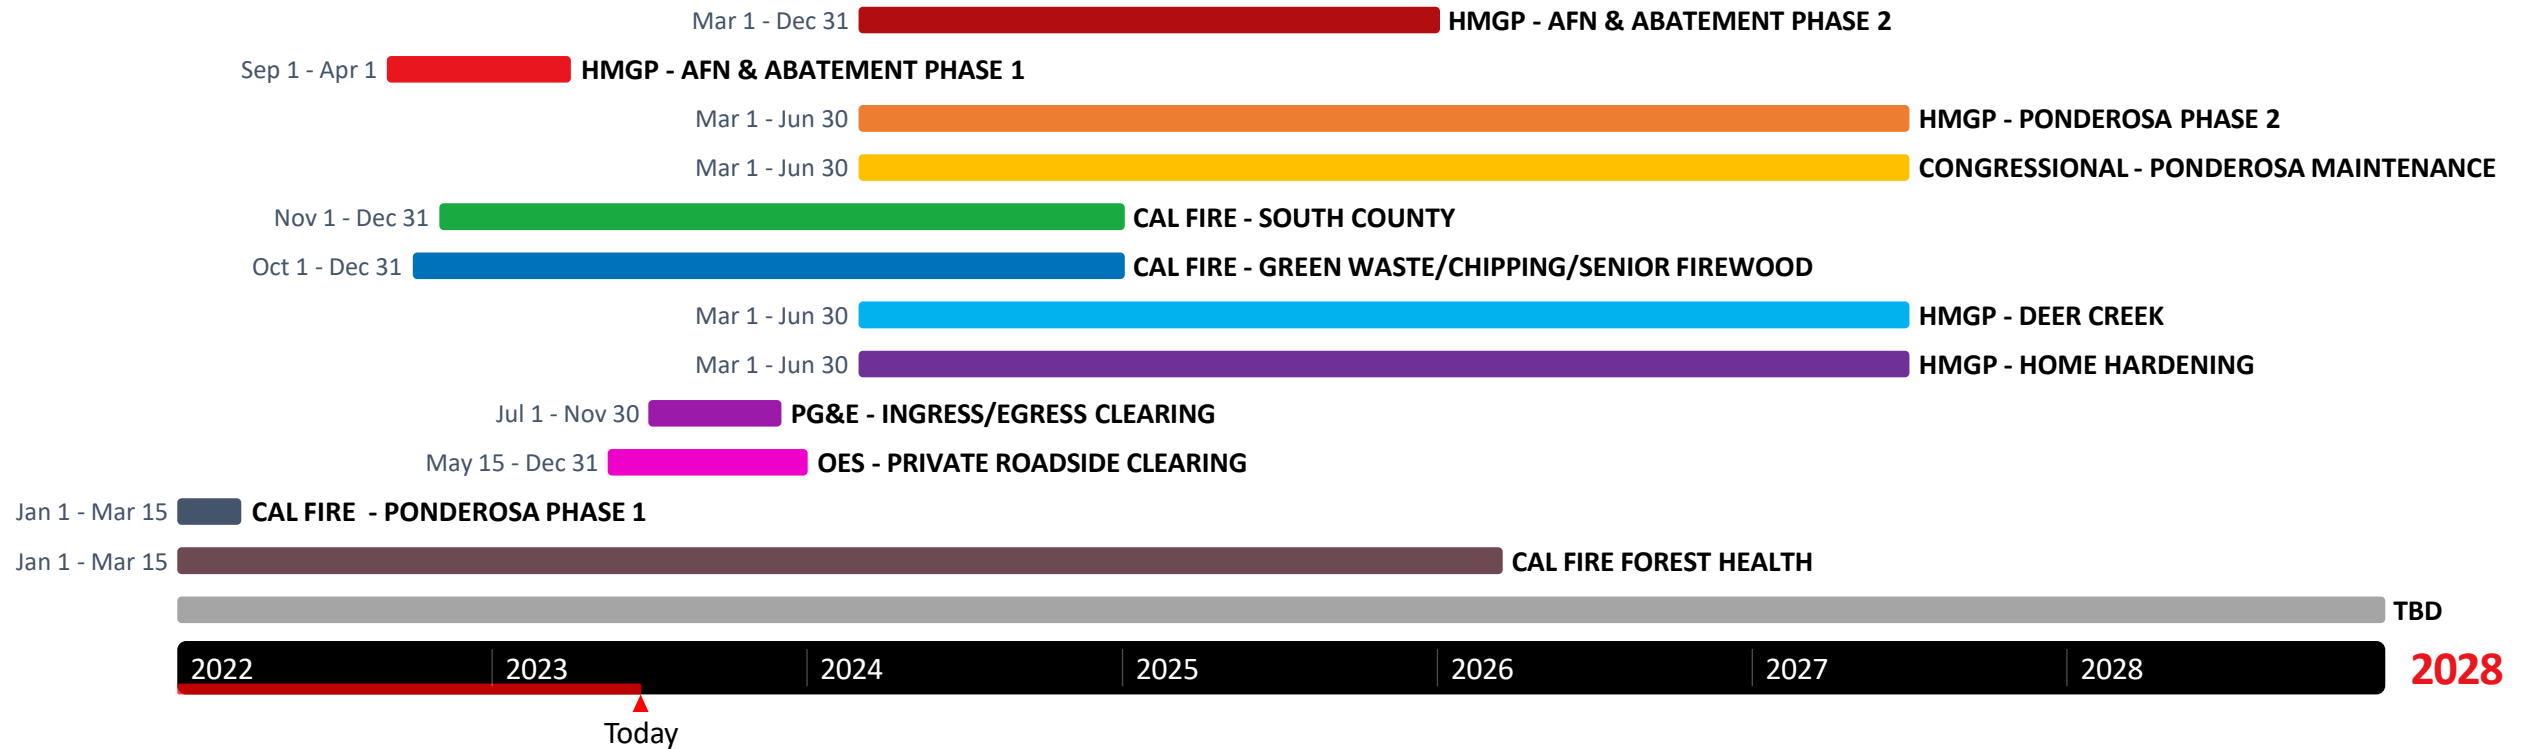 Mar 1 - Dec 31 HMGP - AFN & ABATEMENT PHASE 2
Sep 1 - Apr 1 HMGP - AFN & ABATEMENT PHASE 1
Mar 1 - Jun 30 HMGP - PONDEROSA PHASE 2
Mar 1 - Jun 30 CONGRESSIONAL - PONDEROSA MAINTENANCE
Nov 1 - Dec 31 CAL FIRE - SOUTH COUNTY
Oct 1 - Dec 31 CAL FIRE - GREEN WASTE/CHIPPING/SENIOR FIREWOOD
Mar 1 - Jun 30 HMGP - DEER CREEK
Mar 1 - Jun 30 HMGP - HOME HARDENING
Jul 1 - Nov 30 PG&E - INGRESS/EGRESS CLEARING
May 15 - Dec 31 OES - PRIVATE ROADSIDE CLEARING
Jan 1 - Mar 15 CAL FIRE - PONDEROSA PHASE 1
Jan 1 - Mar 15 CAL FIRE FOREST HEALTH
TBD
2022 2023 2024 2025 2026 2027 2028 2028
Today